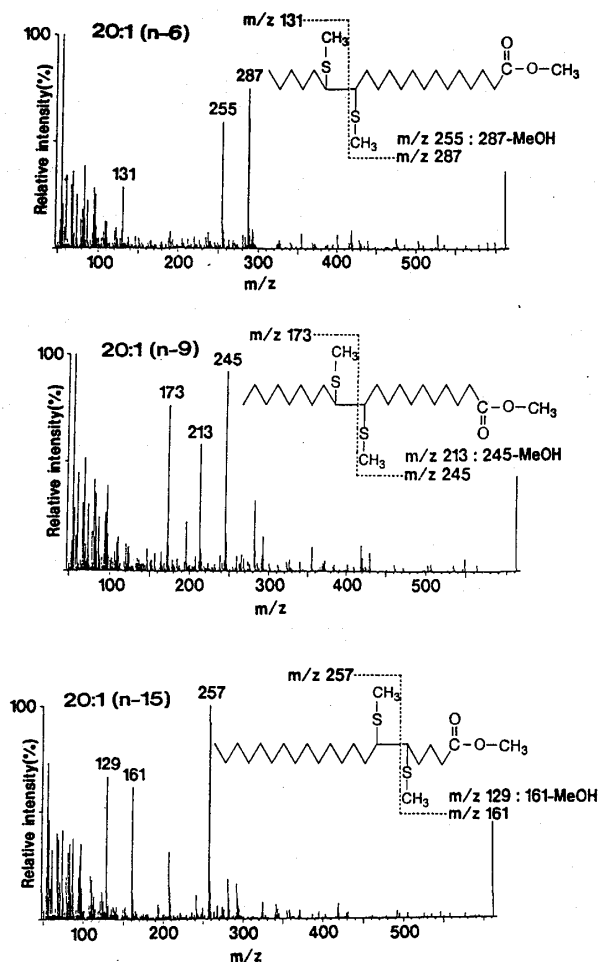 20:1 (n-6)
Relative intensity(%)
100
131
255
287
m/z 131
CH3
S
S
CH3
O
C-O-CH3
m/z 255 : 287-MeOH
m/z 287
100 200 300 400 500
m/z
20:1 (n-9)
Relative intensity(%)
100
173
213
245
m/z 173
CH3
S
S
CH3
C-O-CH3
O
m/z 213 : 245-MeOH
m/z 245
100 200 300 400 500
m/z
20:1 (n-15)
Relative intensity(%)
100
129
161
257
m/z 257
CH3
S
S
CH3
O
C-O-CH3
m/z 129 : 161-MeOH
m/z 161
100 200 300 400 500
m/z